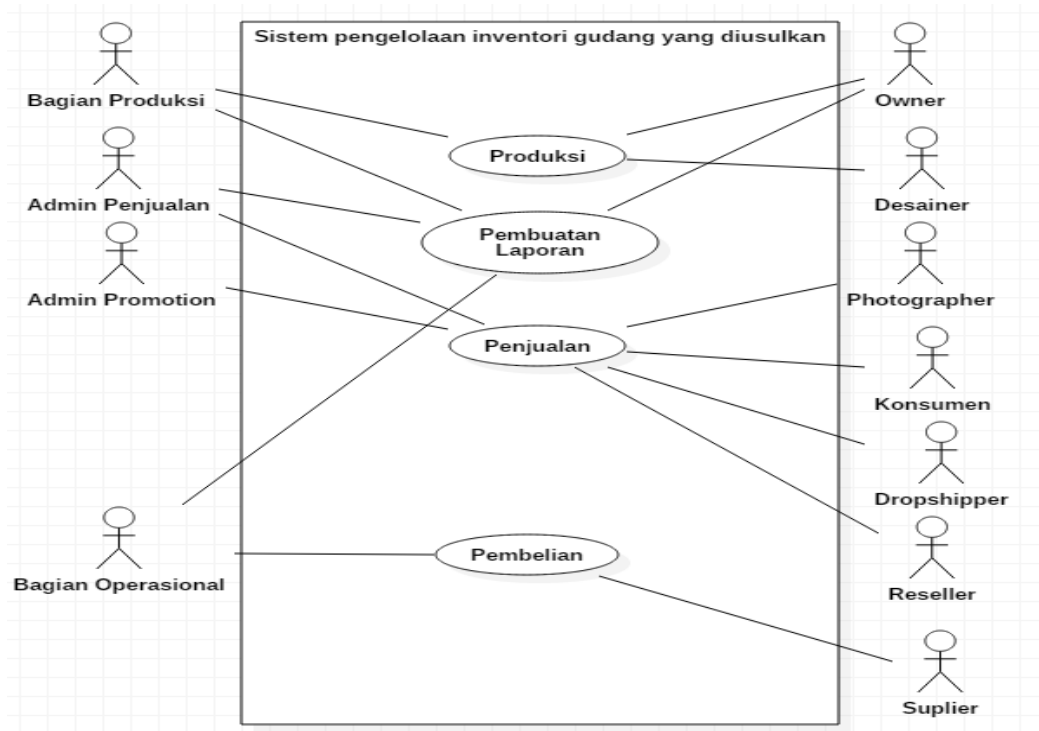 Sistem pengelolaan inventori gudang yang diusulkan
Bagian Produksi
Owner
Produksi
Admin Penjualan
Desainer
Pembuatan
Laporan
Admin Promotion
Photographer
Penjualan
Konsumen
Dropshipper
Pembelian
Bagian Operasional
Reseller
Suplier